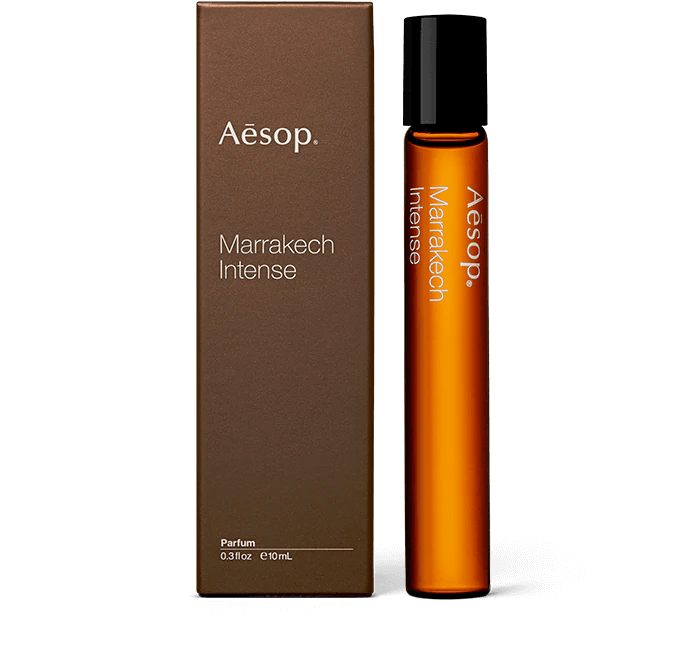 Aēsop®
Marrakech
Intense
Parfum
0.3 fl oz ℮10 mL
Aēsop®
Marrakech
Intense